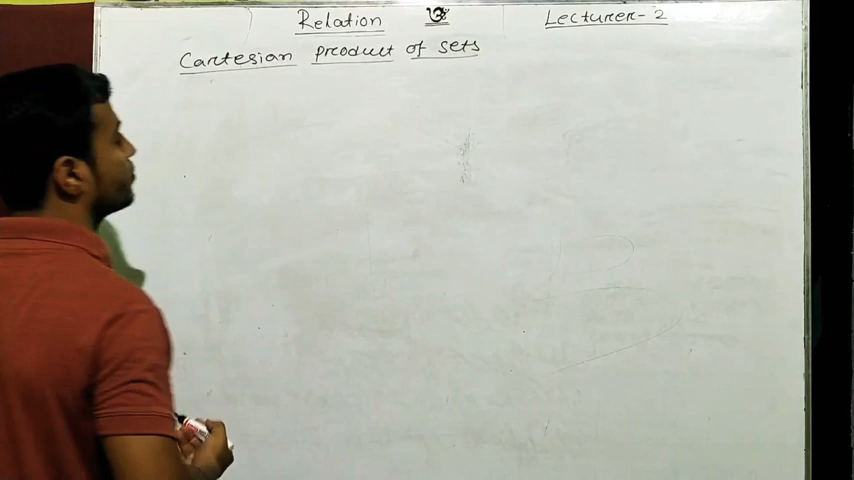 Relation ওঁ Lecturer-2
Cartesian product of sets